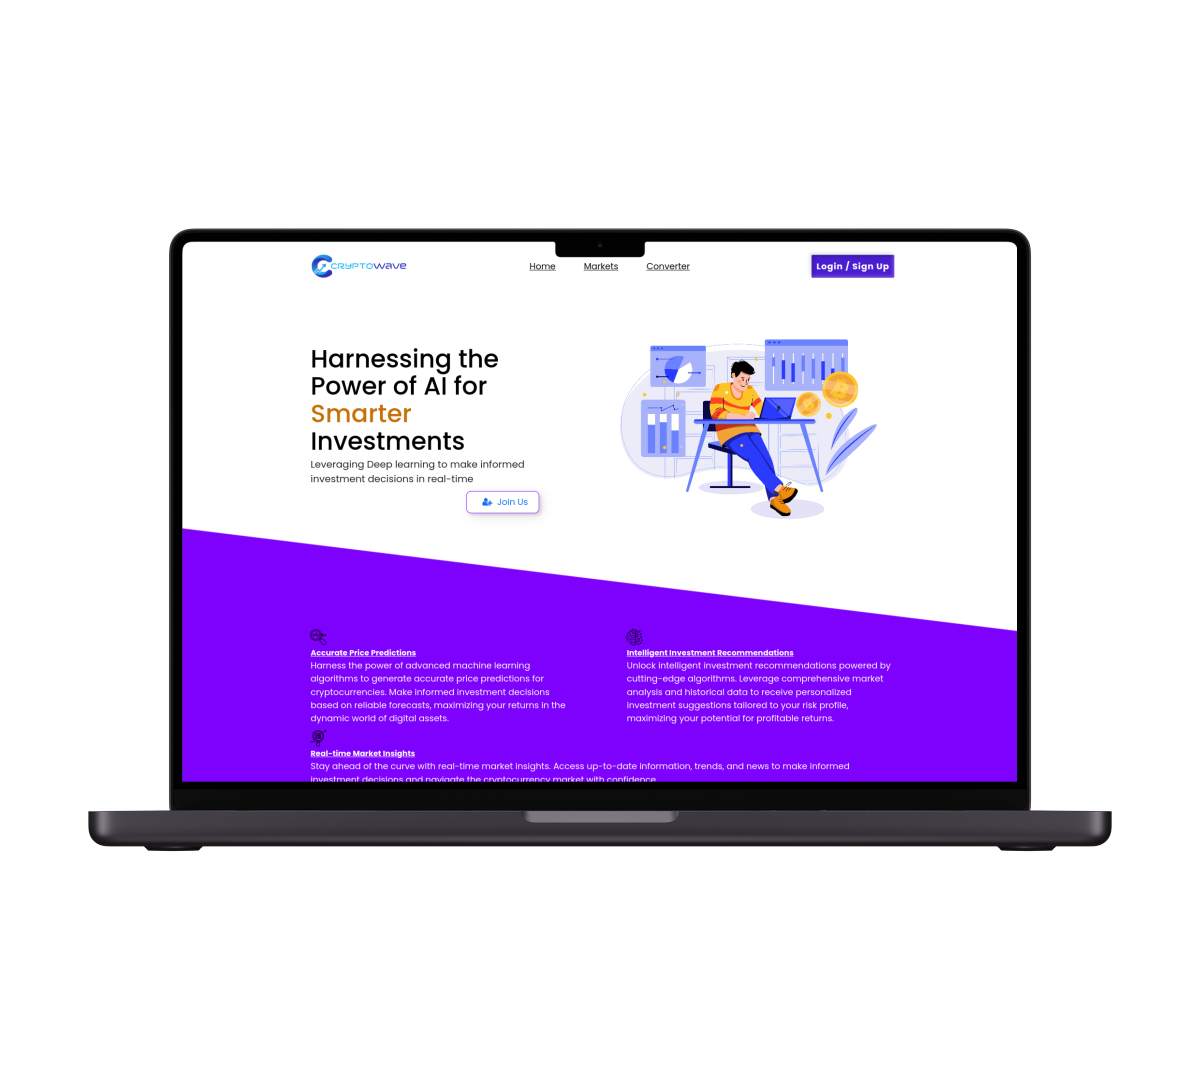 CRYPTOWAVE
Home Markets Converter
Login / Sign Up
Harnessing the
Power of AI for
Smarter
Investments
Leveraging Deep learning to make informed
investment decisions in real-time
Join Us
Accurate Price Predictions
Harness the power of advanced machine learning
algorithms to generate accurate price predictions for
cryptocurrencies. Make informed investment decisions
based on reliable forecasts, maximizing your returns in the
dynamic world of digital assets.
Intelligent Investment Recommendations
Unlock intelligent investment recommendations powered by
cutting-edge algorithms. Leverage comprehensive market
analysis and historical data to receive personalized
investment suggestions tailored to your risk profile,
maximizing your potential for profitable returns.
Real-time Market Insights
Stay ahead of the curve with real-time market insights. Access up-to-date information, trends, and news to make informed
investment decisions and navigate the cryptocurrency market with confidence